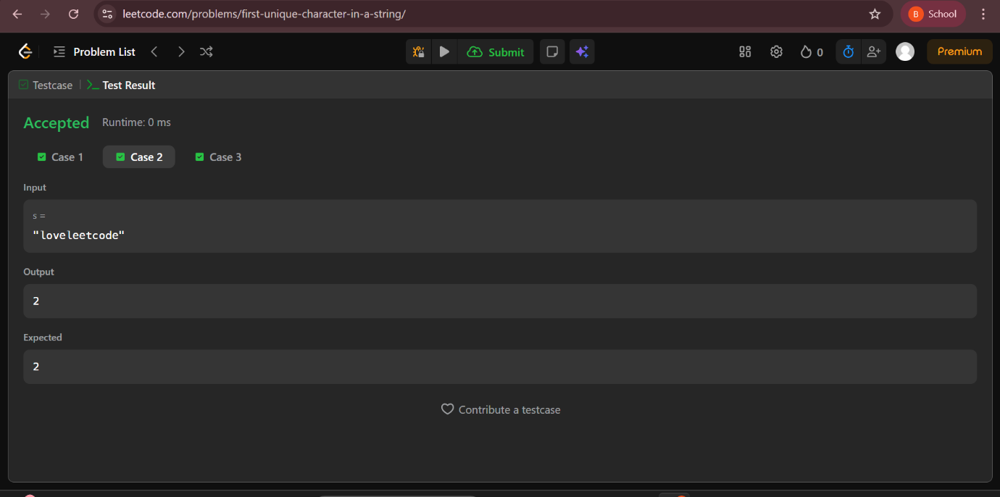 leetcode.com/problems/first-unique-character-in-a-string/
B School
Problem List
Submit
0
Premium
Testcase
Test Result
Accepted Runtime: 0 ms
Case 1 Case 2 Case 3
Input
s =
"loveleetcode"
Output
2
Expected
2
Contribute a testcase